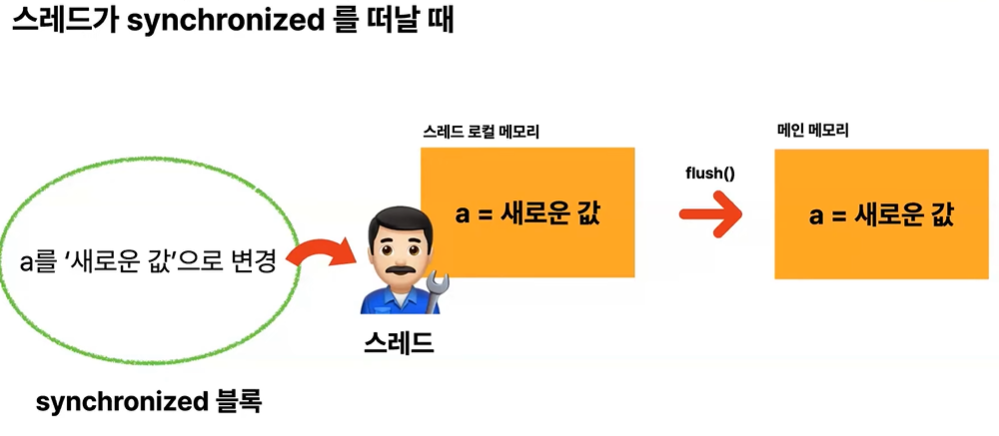 스레드가 synchronized 를 떠날 때
스레드 로컬 메모리
메인 메모리
a = 새로운 값
flush()
a = 새로운 값
a를 ‘새로운 값’으로 변경
스레드
synchronized 블록